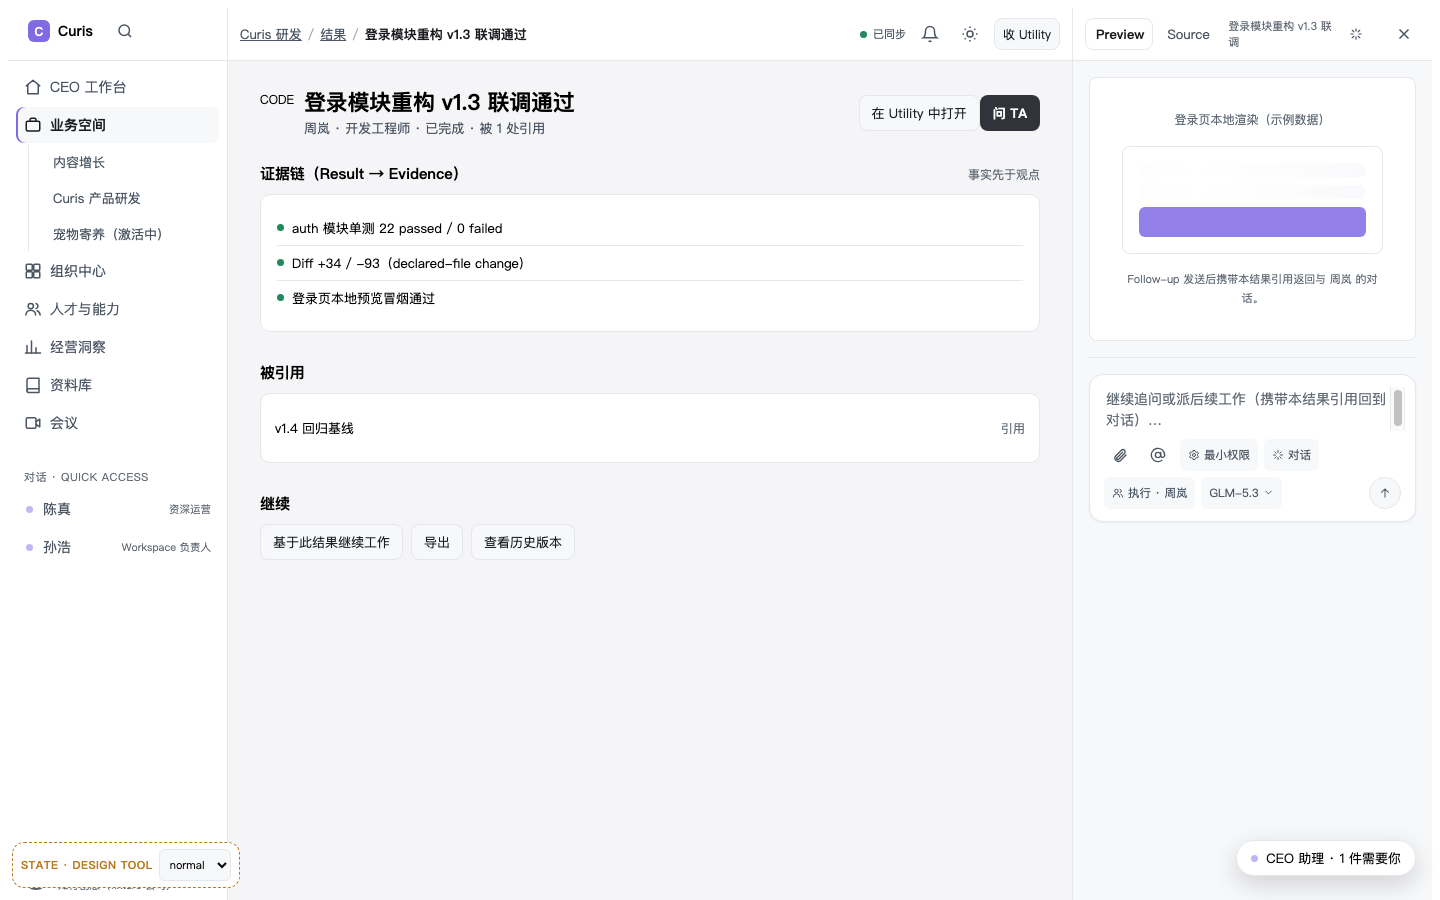 C Curis
CEO 工作台
业务空间
内容增长
Curis 产品研发
宠物寄养（激活中）
组织中心
人才与能力
经营洞察
资料库
会议
对话 · QUICK ACCESS
陈真 资深运营
孙浩 Workspace 负责人
STATE · DESIGN TOOL normal
Curis 研发 / 结果 / 登录模块重构 v1.3 联调通过
已同步
收 Utility
CODE 登录模块重构 v1.3 联调通过
周岚 · 开发工程师 · 已完成 · 被 1 处引用
在 Utility 中打开 问 TA
证据链（Result → Evidence） 事实先于观点
auth 模块单测 22 passed / 0 failed
Diff +34 / −93（declared-file change）
登录页本地预览冒烟通过
被引用
v1.4 回归基线 引用
继续
基于此结果继续工作 导出 查看历史版本
Preview Source 登录模块重构 v1.3 联
调
登录页本地渲染（示例数据）
Follow-up 发送后携带本结果引用返回与 周岚 的对
话。
继续追问或派后续工作（携带本结果引用回到
对话）…
@ 最小权限 对话
执行 · 周岚 GLM-5.3
CEO 助理 · 1 件需要你